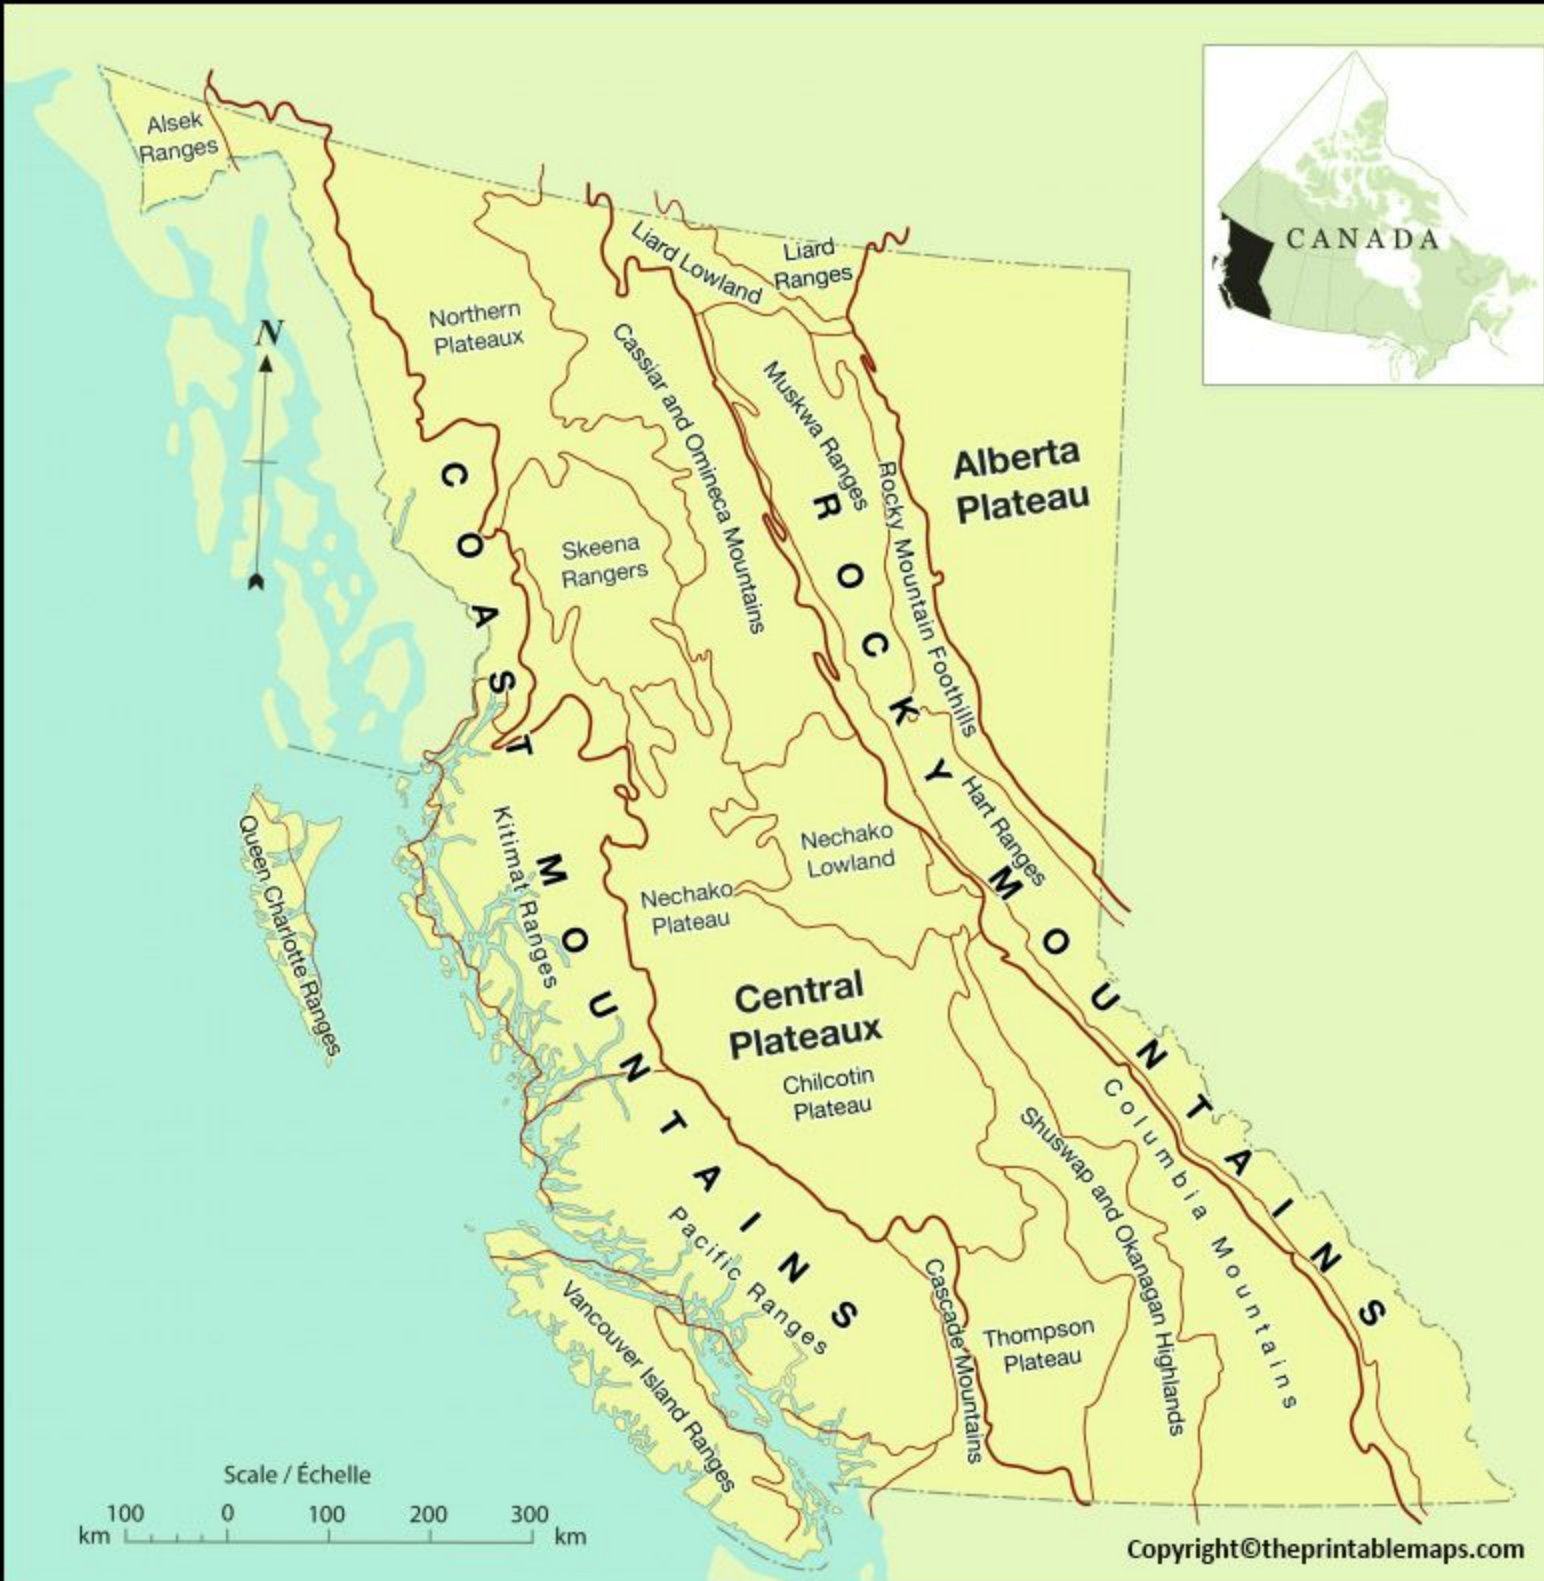 Alsek
Ranges
CANADA
Liard Lowland
Liard
Ranges
N
Northern
Plateaux
Cassiar and Omineca Mountains
Muskwa Ranges
Rocky Mountain Foothills
Alberta
Plateau
COAST MOUNTAINS
ROCKY MOUNTAINS
Skeena
Rangers
Hart Ranges
Kitimat Ranges
Queen Charlotte Ranges
Nechako
Lowland
Nechako
Plateau
Central
Plateaux
Chilcotin
Plateau
Shuswap and Okanagan Highlands
Columbia Mountains
Pacific Ranges
Cascade Mountains
Vancouver Island Ranges
Thompson
Plateau
Scale / Échelle
100 0 100 200 300
km km
Copyright©theprintablemaps.com